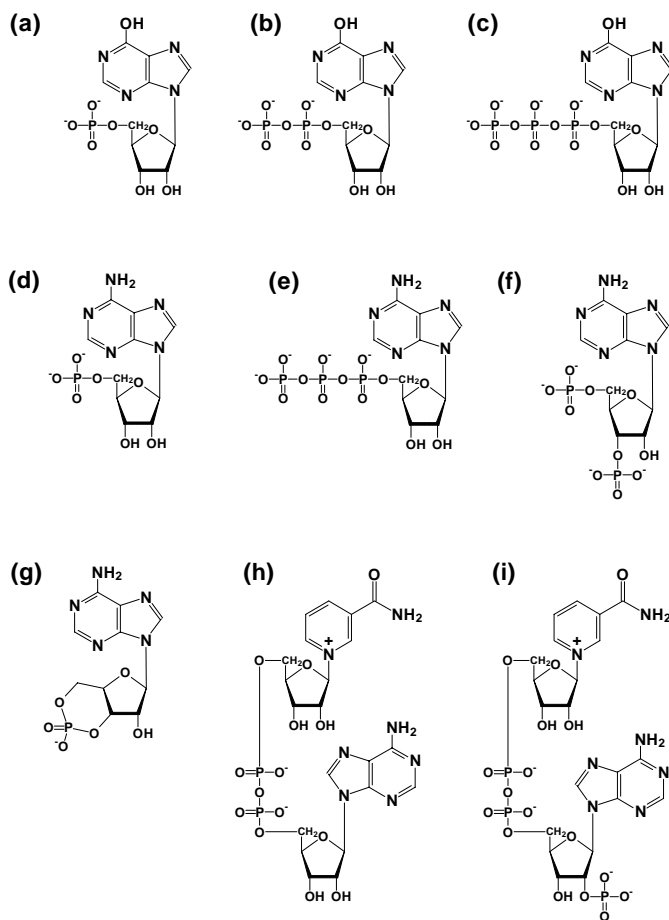 (a)
OH
N N
N N
O-
-O P O CH2 O
O
OH OH
(b)
OH
N N
N N
O- O-
-O P O P O CH2 O
O O
OH OH
(c)
OH
N N
N N
O- O- O-
-O P O P O P O CH2 O
O O O
OH OH
(d)
NH2
N N
N N
O-
-O P O CH2 O
O
OH OH
(e)
NH2
N N
N N
O- O- O-
-O P O P O P O CH2 O
O O O
OH OH
(f)
NH2
N N
N N
O-
-O P O CH2 O
O
O OH
O-
-O P
O
(g)
NH2
N N
N N
O
O
O P O OH
O-
(h)
O
NH2
+
N
O CH2 O
OH OH
NH2
N N
O P O-
O N N
O P O-
O CH2 O
OH OH
(i)
O
NH2
+
N
O CH2 O
OH OH
NH2
N N
O P O-
O N N
O P O-
O CH2 O
O-
OH O P O-
O